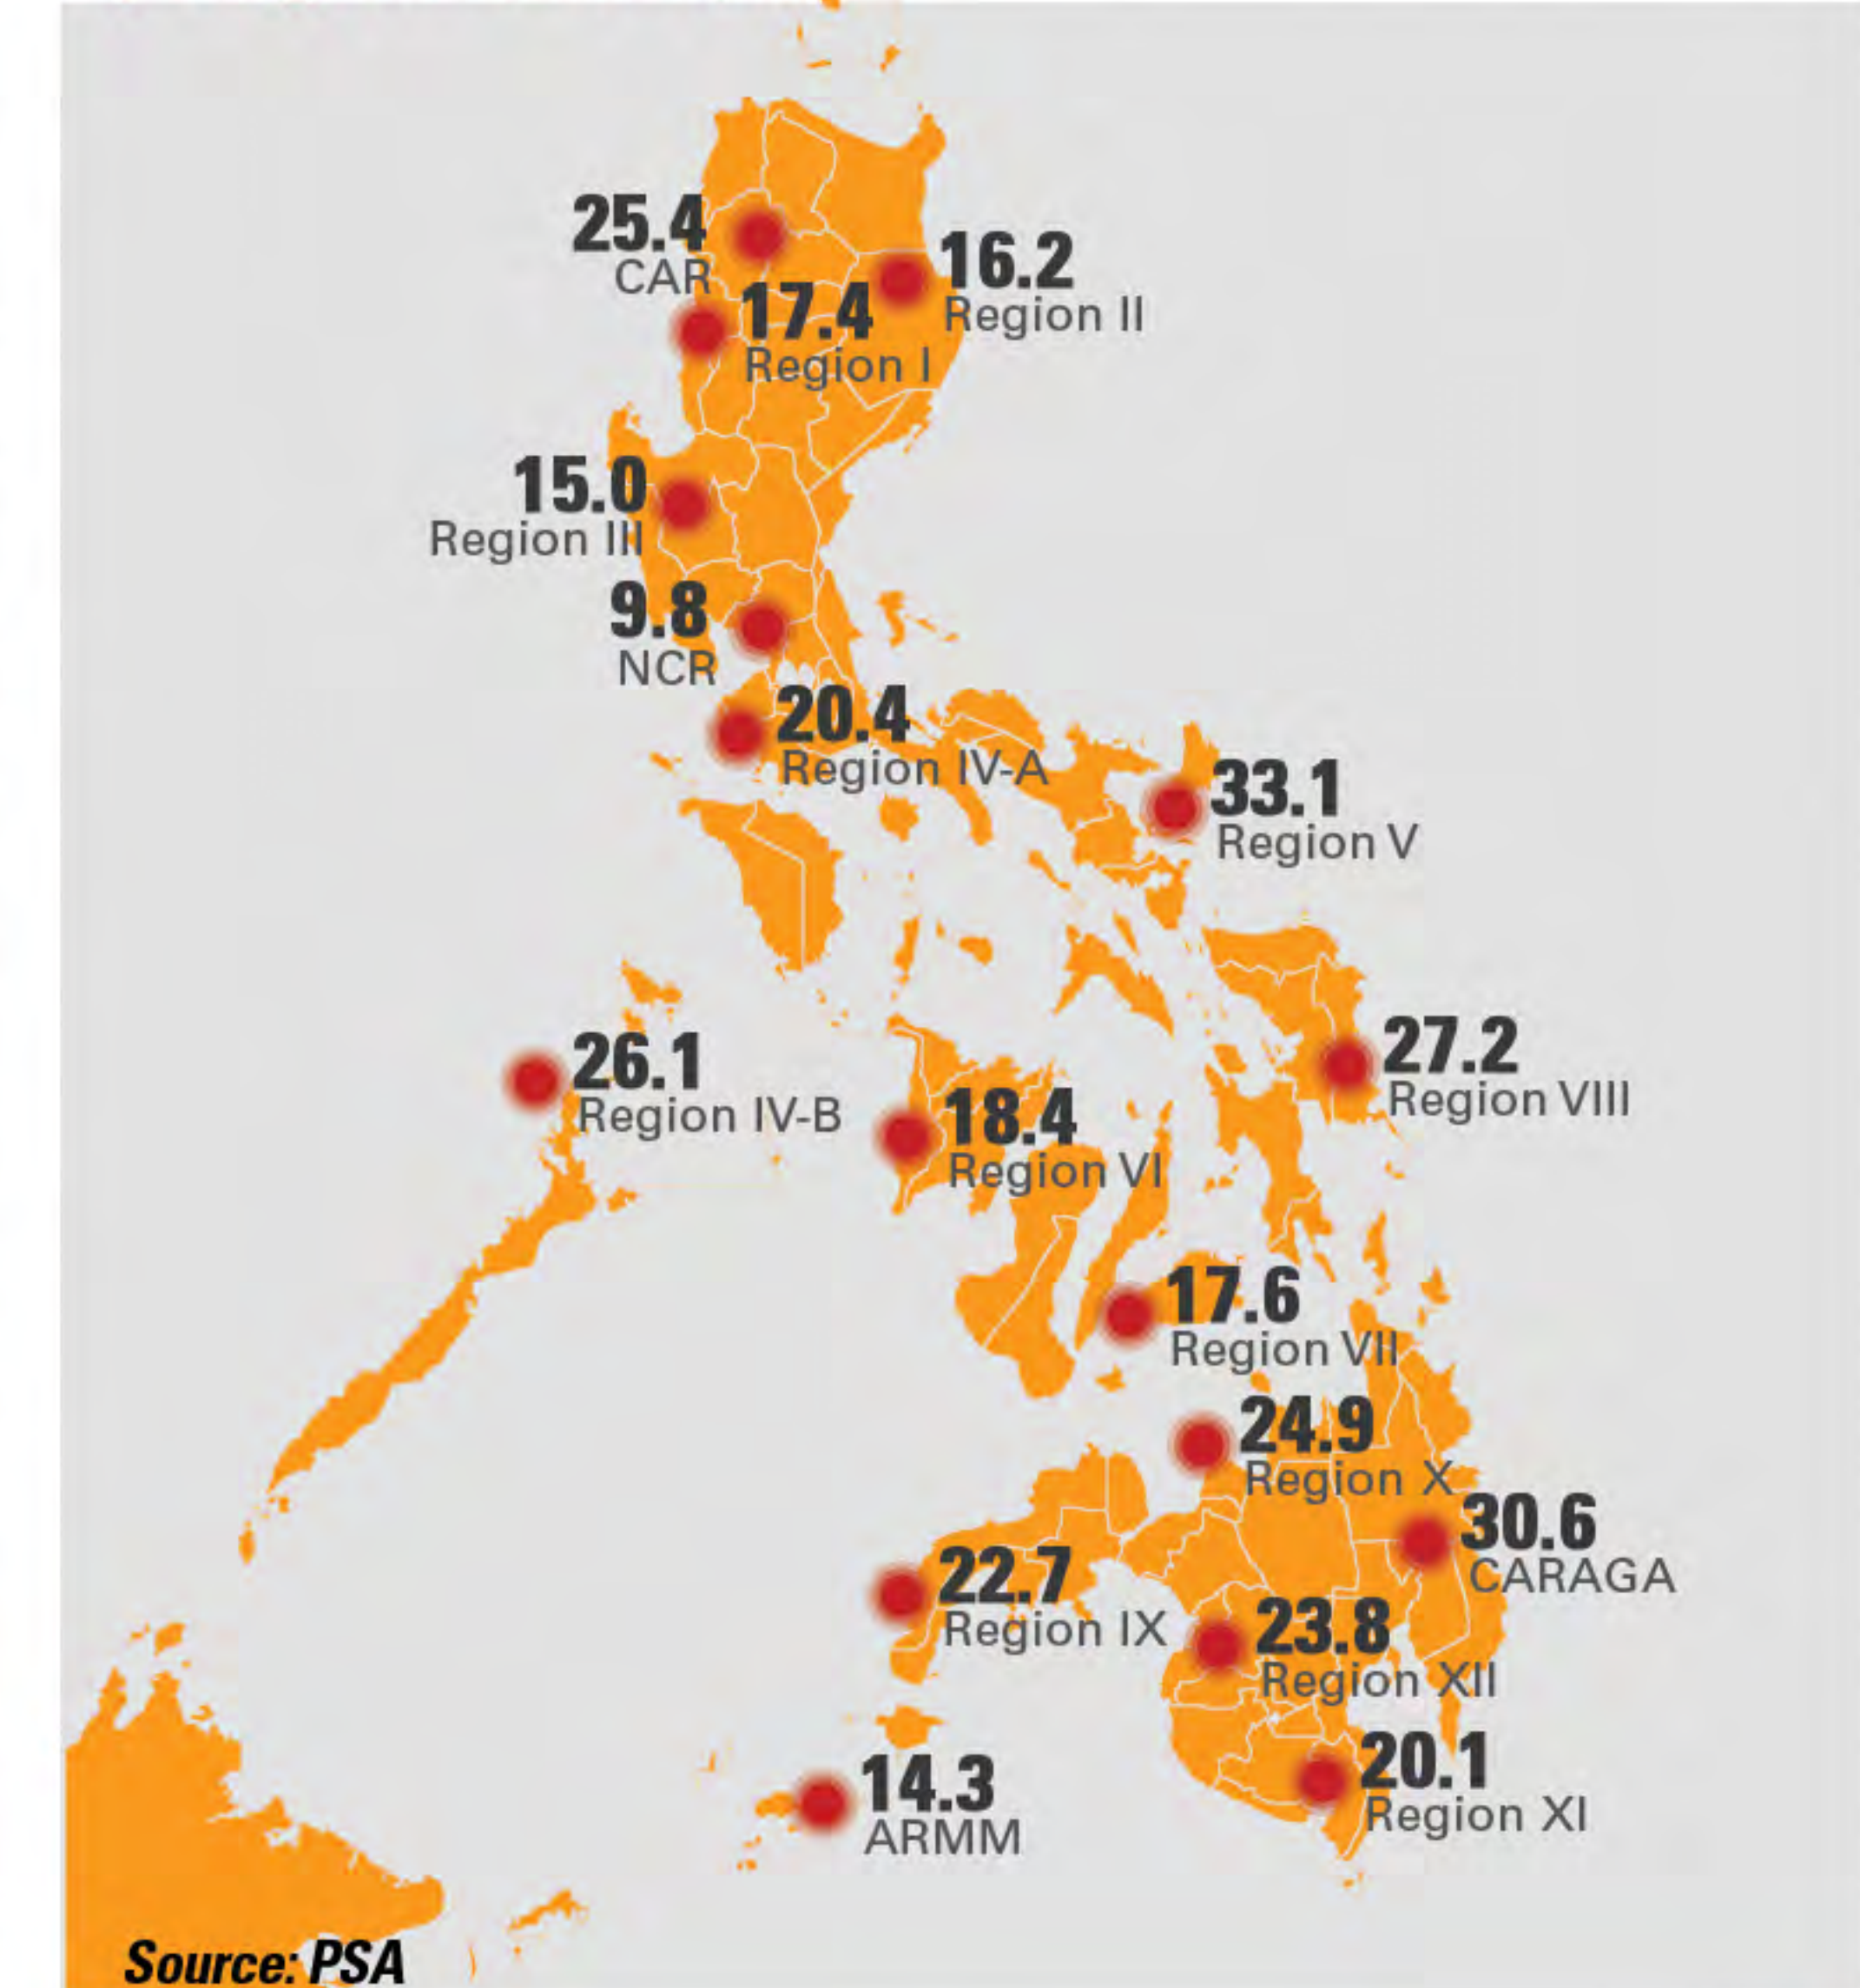 25.4
CAR
16.2
Region II
17.4
Region I
15.0
Region III
9.8
NCR
20.4
Region IV-A
33.1
Region V
27.2
Region VIII
26.1
Region IV-B
18.4
Region VI
17.6
Region VII
24.9
Region X
30.6
CARAGA
22.7
Region IX
23.8
Region XII
20.1
Region XI
14.3
ARMM
Source: PSA